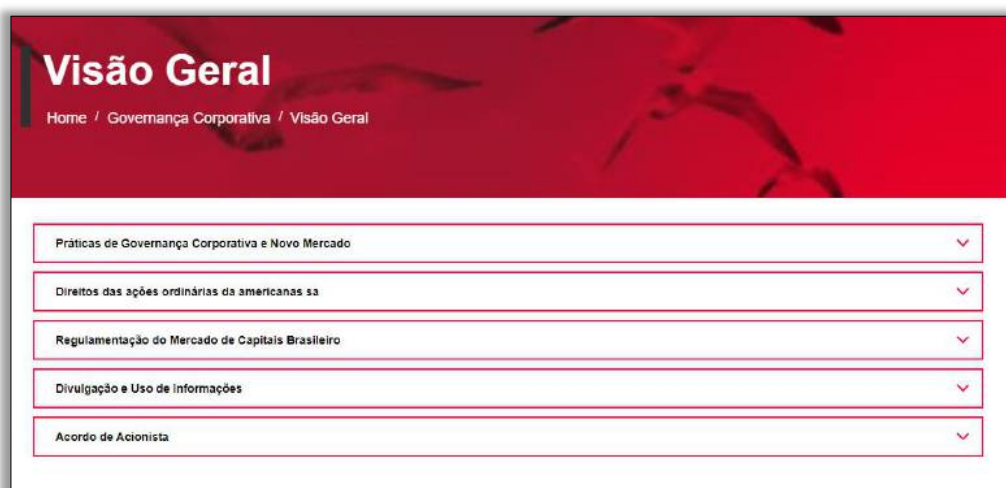 Visão Geral
Home / Governança Corporativa / Visão Geral
Práticas de Governança Corporativa e Novo Mercado
Direitos das ações ordinárias da americanas sa
Regulamentação do Mercado de Capitais Brasileiro
Divulgação e Uso de Informações
Acordo de Acionista